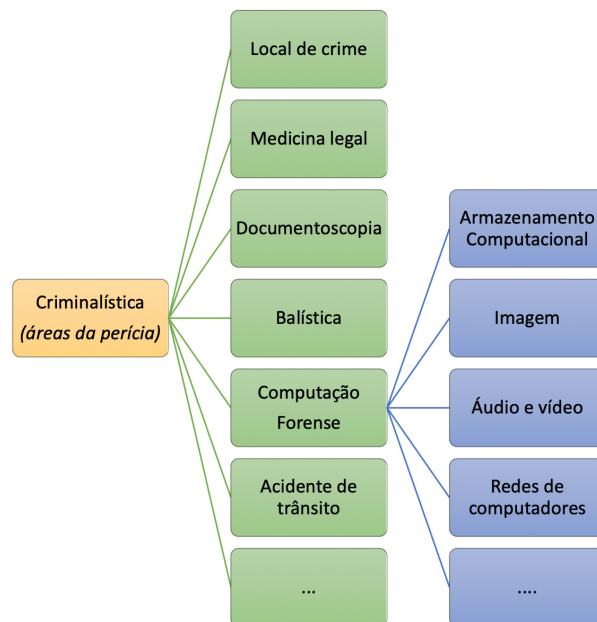 Criminalística
(áreas da perícia)
Local de crime
Medicina legal
Documentoscopia
Balística
Computação
Forense
Acidente de
trânsito
...
Armazenamento
Computacional
Imagem
Áudio e vídeo
Redes de
computadores
....